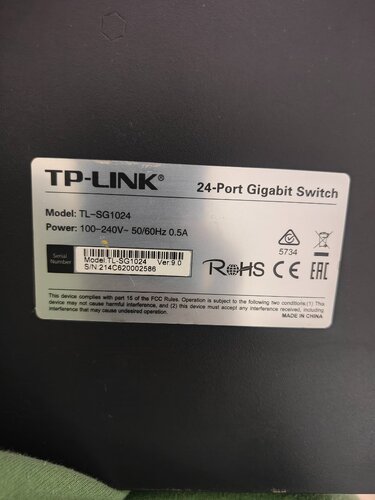 TP-LINK®
24-Port Gigabit Switch
Model: TL-SG1024
Power: 100-240V~ 50/60Hz 0.5A
5734
Serial Number
Model:TL-SG1024 Ver:9.0
S/N:214C620002586
RoHS CE EAC
This device complies with part 15 of the FCC Rules. Operation is subject to the following two conditions:(1) This
device may not cause harmful interference, and (2) this device must accept any interference received, including
interference that may cause undesired operation.
MADE IN CHINA